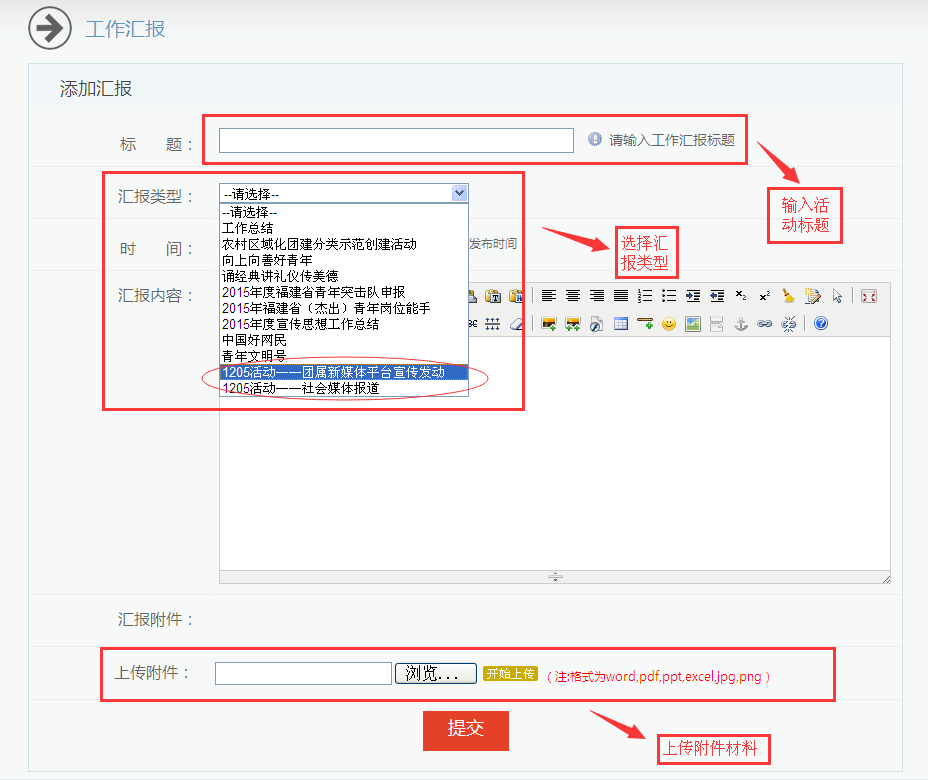 工作汇报
添加汇报
标 题： 请输入工作汇报标题
输入活
动标题
汇报类型： --请选择--
--请选择--
工作总结
农村区域化团建分类示范创建活动
向上向善好青年
诵经典讲礼仪传美德
2015年度福建省青年突击队申报
2015年福建省（杰出）青年岗位能手
2015年度宣传思想工作总结
中国好网民
青年文明号
1205活动——团属新媒体平台宣传发动
1205活动——社会媒体报道
选择汇
报类型
时 间： 发布时间
汇报内容：
汇报附件：
上传附件： 浏览... 开始上传 （注:格式为word,pdf,ppt,excel,jpg,png）
提交
上传附件材料